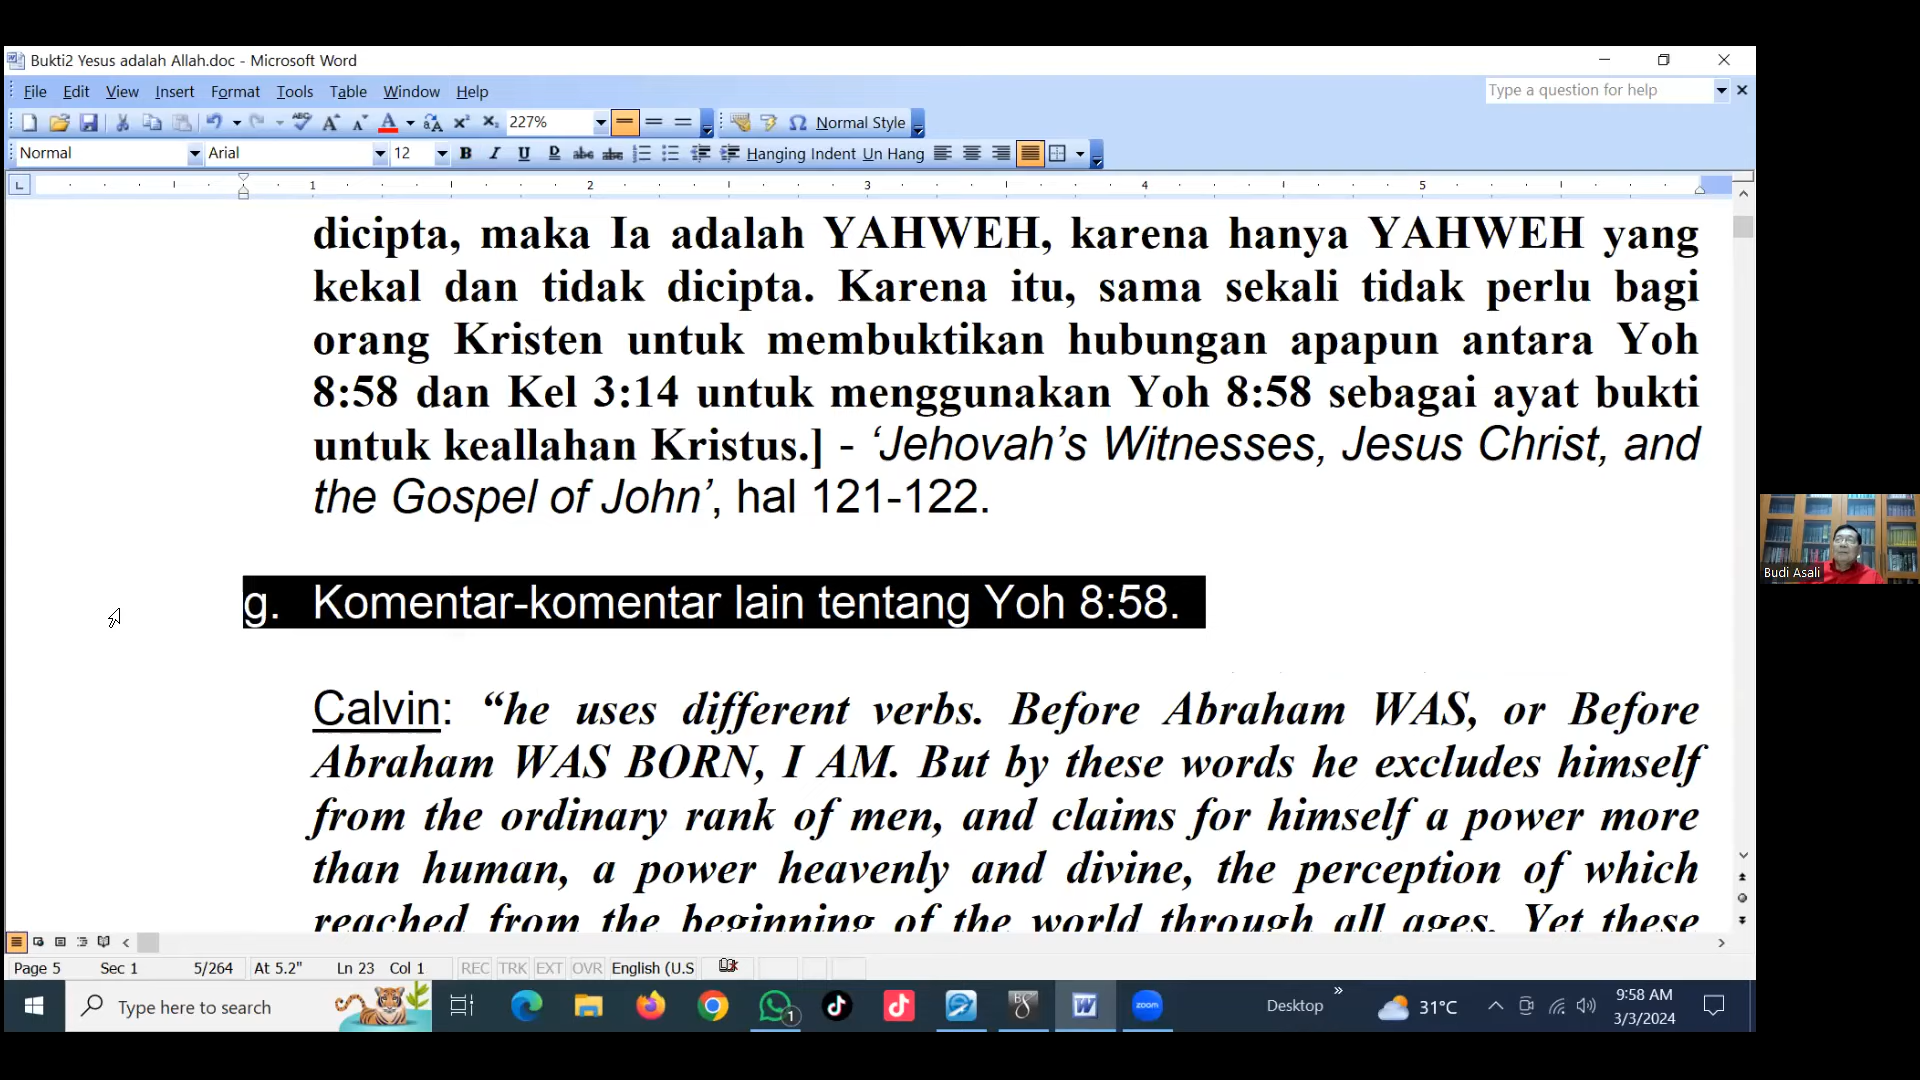 Bukti2 Yesus adalah Allah.doc - Microsoft Word
File Edit View Insert Format Tools Table Window Help
Type a question for help
227%
Normal Style
Normal Arial 12 Hanging Indent Un Hang
1 2 3 4 5
dicipta, maka Ia adalah YAHWEH, karena hanya YAHWEH yang
kekal dan tidak dicipta. Karena itu, sama sekali tidak perlu bagi
orang Kristen untuk membuktikan hubungan apapun antara Yoh
8:58 dan Kel 3:14 untuk menggunakan Yoh 8:58 sebagai ayat bukti
untuk keallahan Kristus.] - ‘Jehovah’s Witnesses, Jesus Christ, and
the Gospel of John’, hal 121-122.
g. Komentar-komentar lain tentang Yoh 8:58.
Calvin: “he uses different verbs. Before Abraham WAS, or Before
Abraham WAS BORN, I AM. But by these words he excludes himself
from the ordinary rank of men, and claims for himself a power more
than human, a power heavenly and divine, the perception of which
reached from the beginning of the world through all ages. Yet these
Budi Asali
Page 5 Sec 1 5/264 At 5.2" Ln 23 Col 1 REC TRK EXT OVR English (U.S
Type here to search
1
zoom
Desktop
31°C
9:58 AM
3/3/2024